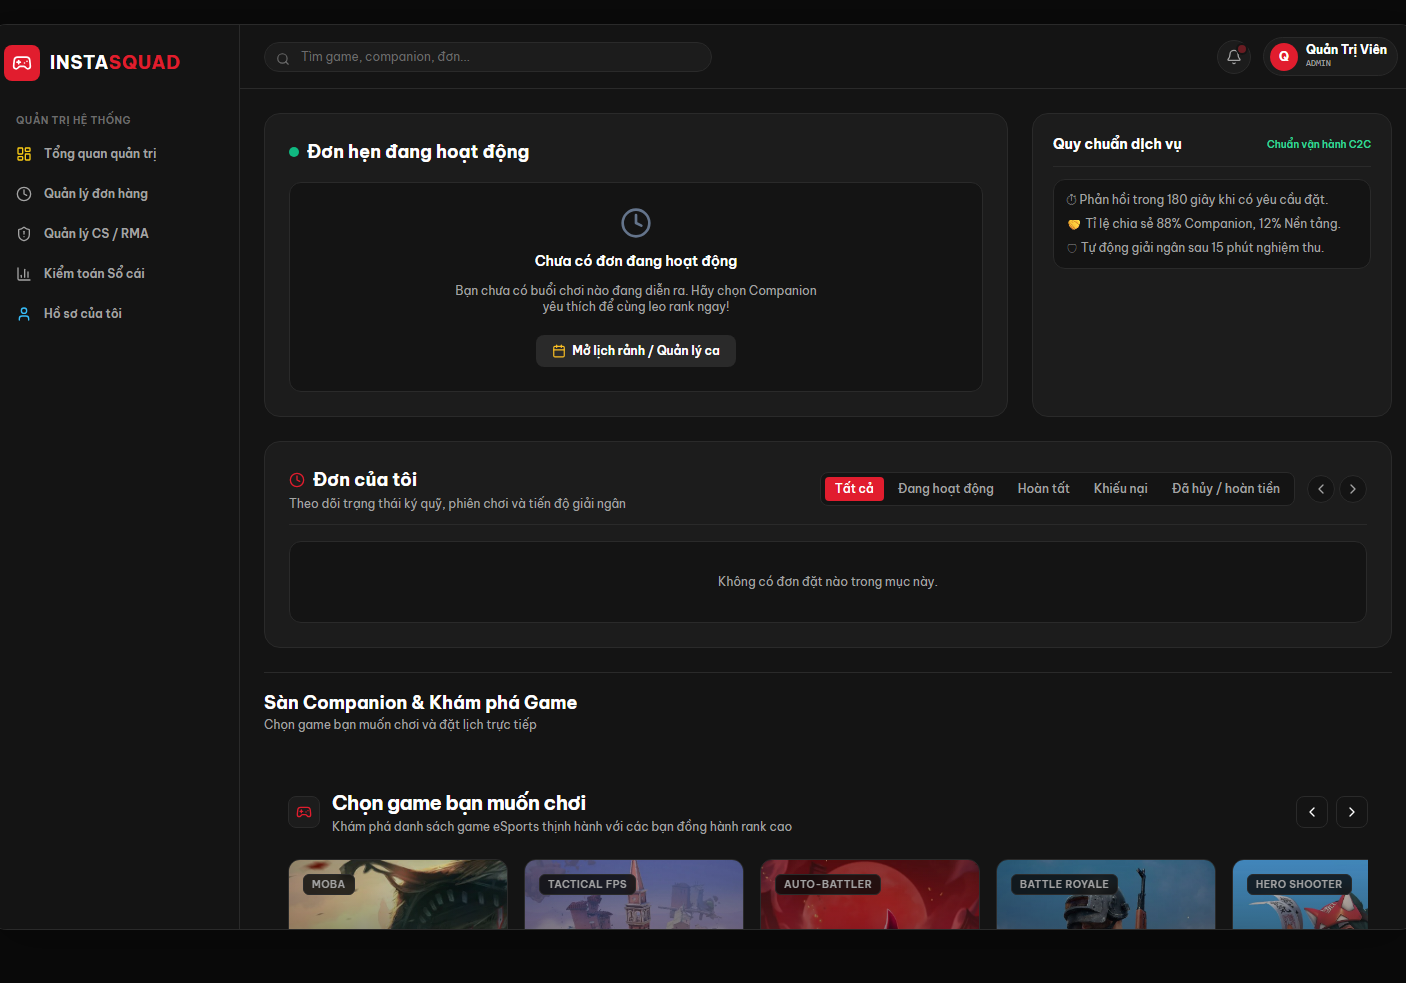 INSTASQUAD
Tìm game, companion, đơn...
Q
Quản Trị Viên
ADMIN
QUẢN TRỊ HỆ THỐNG
Tổng quan quản trị
Quản lý đơn hàng
Quản lý CS / RMA
Kiểm toán Sổ cái
Hồ sơ của tôi
Đơn hẹn đang hoạt động
Chưa có đơn đang hoạt động
Bạn chưa có buổi chơi nào đang diễn ra. Hãy chọn Companion
yêu thích để cùng leo rank ngay!
Mở lịch rảnh / Quản lý ca
Quy chuẩn dịch vụ
Chuẩn vận hành C2C
⏱ Phản hồi trong 180 giây khi có yêu cầu đặt.
🤝 Tỉ lệ chia sẻ 88% Companion, 12% Nền tảng.
🛡 Tự động giải ngân sau 15 phút nghiệm thu.
Đơn của tôi
Theo dõi trạng thái ký quỹ, phiên chơi và tiến độ giải ngân
Tất cả
Đang hoạt động
Hoàn tất
Khiếu nại
Đã hủy / hoàn tiền
Không có đơn đặt nào trong mục này.
Sàn Companion & Khám phá Game
Chọn game bạn muốn chơi và đặt lịch trực tiếp
Chọn game bạn muốn chơi
Khám phá danh sách game eSports thịnh hành với các bạn đồng hành rank cao
MOBA
TACTICAL FPS
AUTO-BATTLER
BATTLE ROYALE
HERO SHOOTER